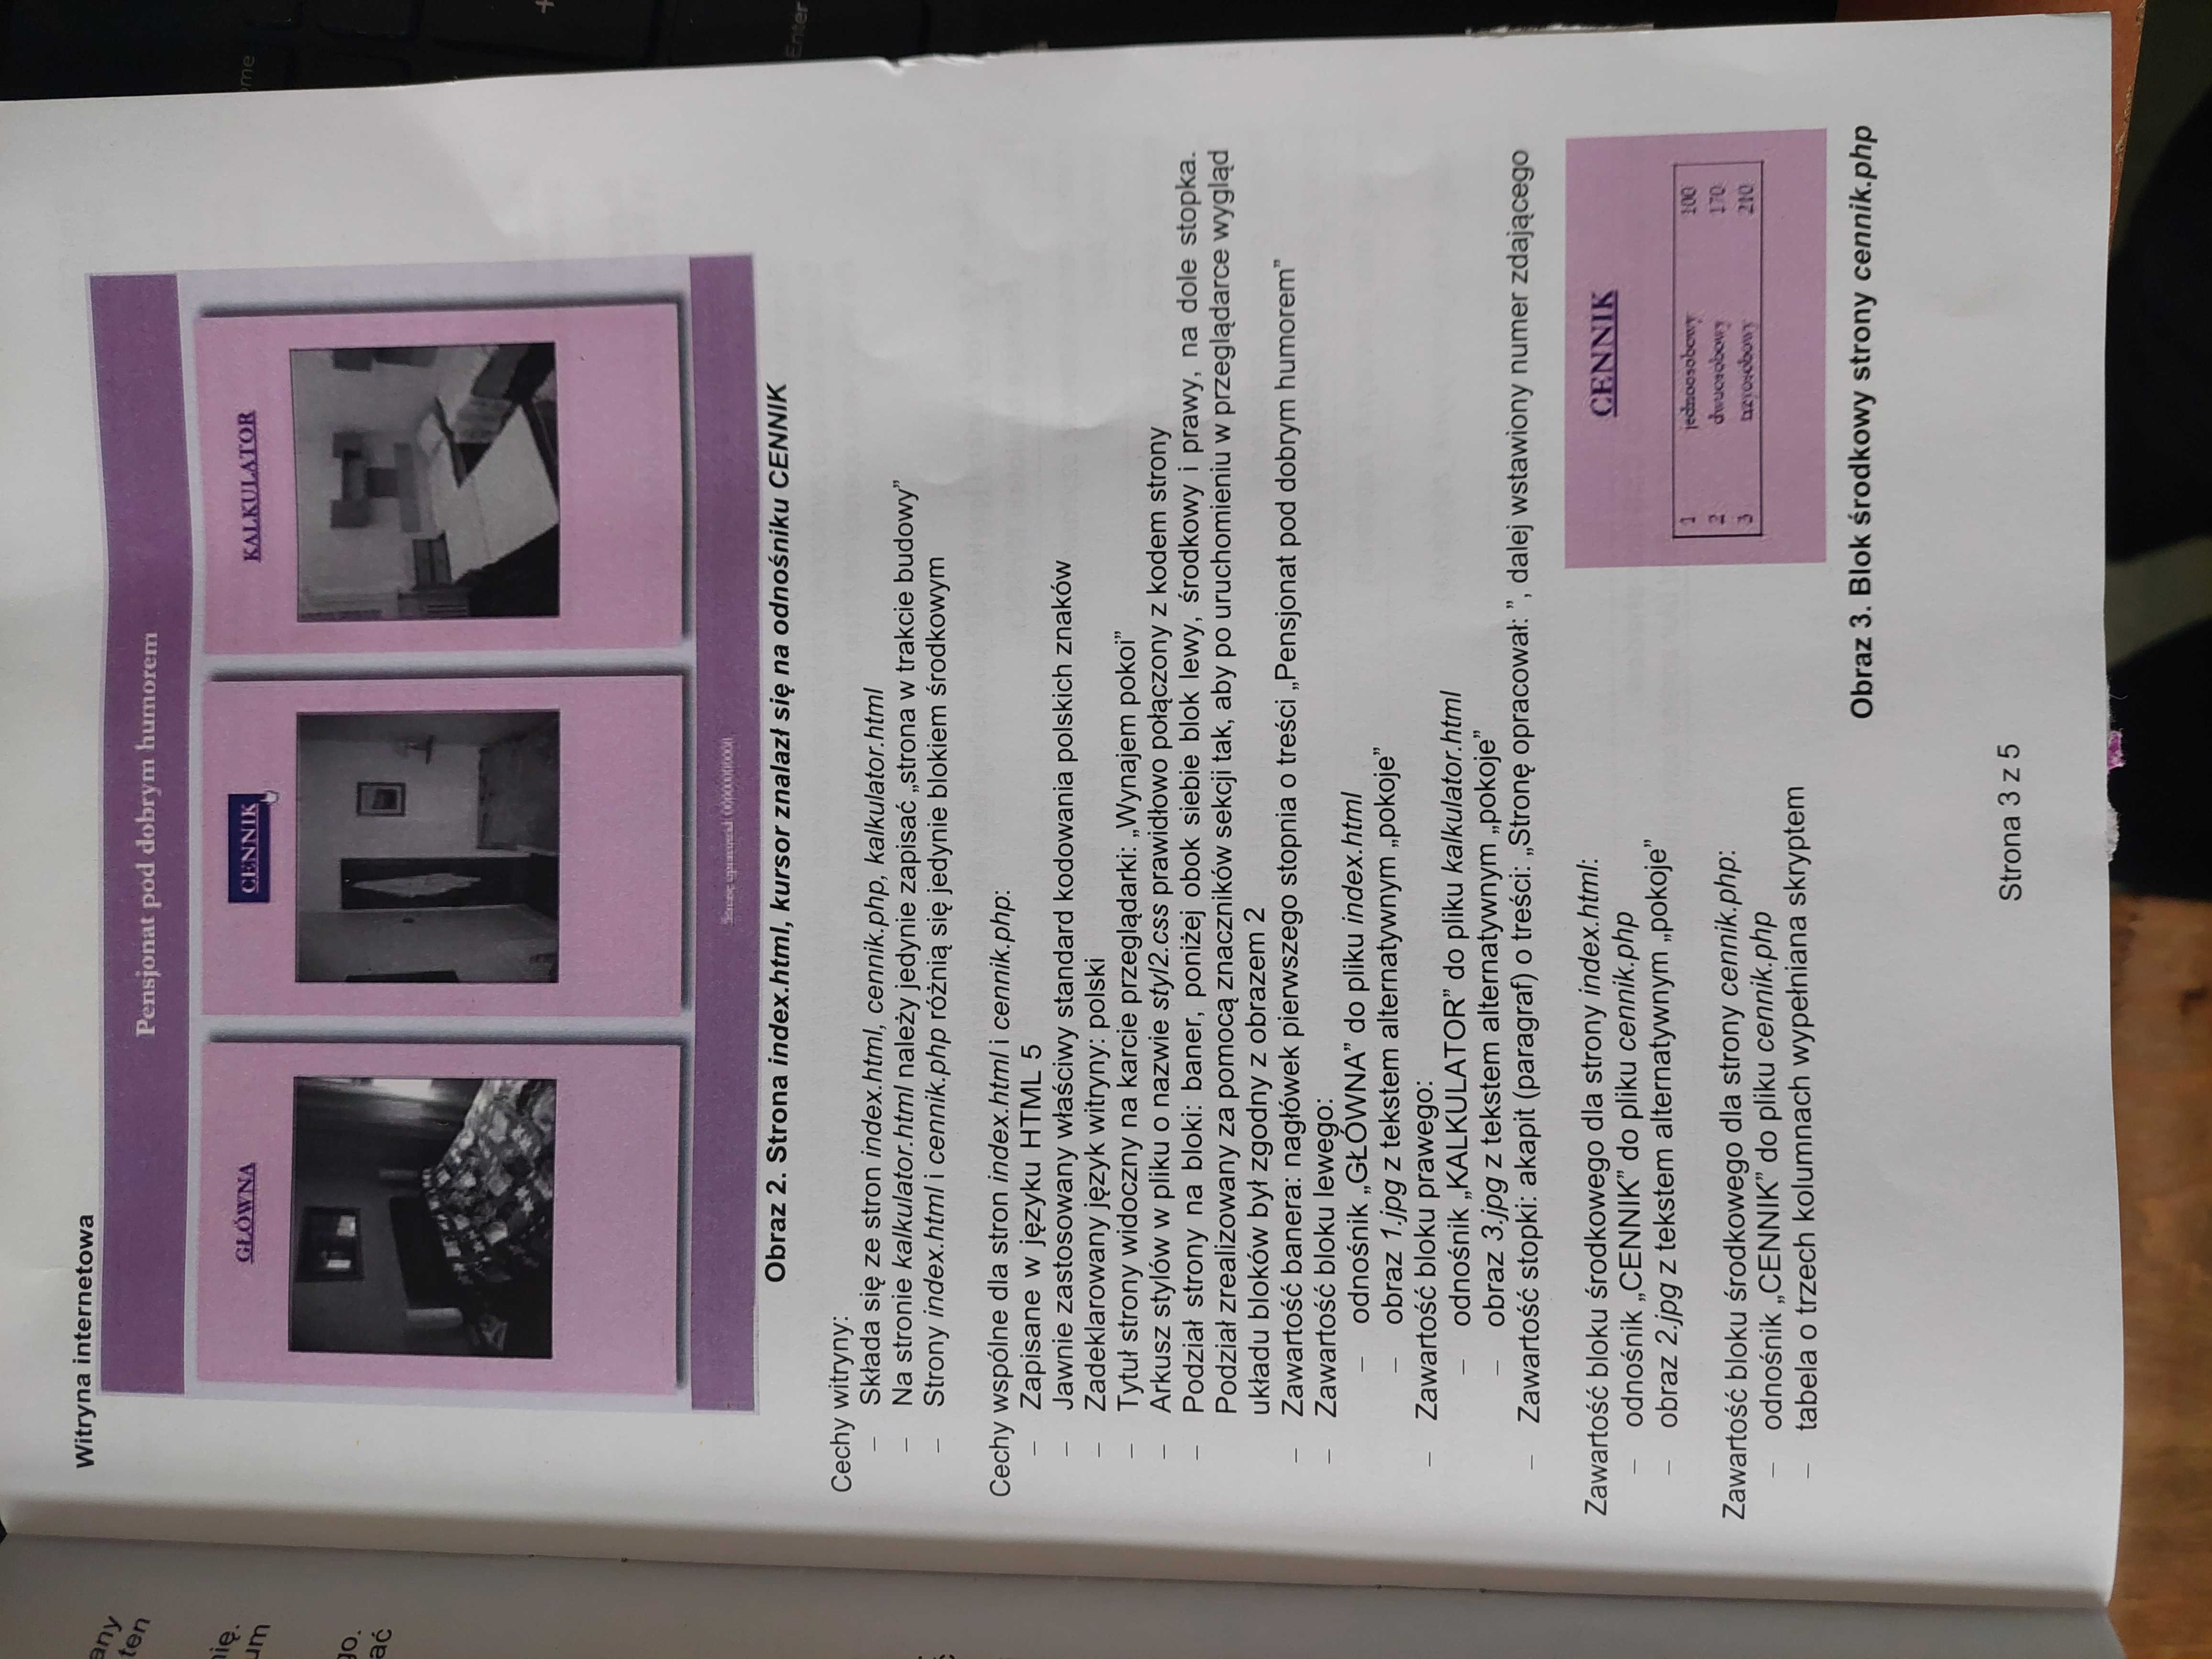 any
ten
ię.
um
go.
ać
Witryna internetowa
Pensjonat pod dobrym humorem
GŁÓWNA
CENNIK
KALKULATOR
Stronę opracował: 00000000000
Obraz 2. Strona index.html, kursor znalazł się na odnośniku CENNIK
Cechy witryny:
– Składa się ze stron index.html, cennik.php, kalkulator.html
– Na stronie kalkulator.html należy jedynie zapisać „strona w trakcie budowy”
– Strony index.html i cennik.php różnią się jedynie blokiem środkowym
Cechy wspólne dla stron index.html i cennik.php:
– Zapisane w języku HTML 5
– Jawnie zastosowany właściwy standard kodowania polskich znaków
– Zadeklarowany język witryny: polski
– Tytuł strony widoczny na karcie przeglądarki: „Wynajem pokoi”
– Arkusz stylów w pliku o nazwie styl2.css prawidłowo połączony z kodem strony
– Podział strony na bloki: baner, poniżej obok siebie blok lewy, środkowy i prawy, na dole stopka.
Podział zrealizowany za pomocą znaczników sekcji tak, aby po uruchomieniu w przeglądarce wygląd
układu bloków był zgodny z obrazem 2
– Zawartość banera: nagłówek pierwszego stopnia o treści „Pensjonat pod dobrym humorem”
– Zawartość bloku lewego:
– odnośnik „GŁÓWNA” do pliku index.html
– obraz 1.jpg z tekstem alternatywnym „pokoje”
– Zawartość bloku prawego:
– odnośnik „KALKULATOR” do pliku kalkulator.html
– obraz 3.jpg z tekstem alternatywnym „pokoje”
– Zawartość stopki: akapit (paragraf) o treści: „Stronę opracował: ”, dalej wstawiony numer zdającego
Zawartość bloku środkowego dla strony index.html:
– odnośnik „CENNIK” do pliku cennik.php
– obraz 2.jpg z tekstem alternatywnym „pokoje”
Zawartość bloku środkowego dla strony cennik.php:
– odnośnik „CENNIK” do pliku cennik.php
– tabela o trzech kolumnach wypełniana skryptem
CENNIK
1 jednoosobowy 100
2 dwuosobowy 170
3 trzyosobowy 210
Obraz 3. Blok środkowy strony cennik.php
Strona 3 z 5
ome
+
Enter